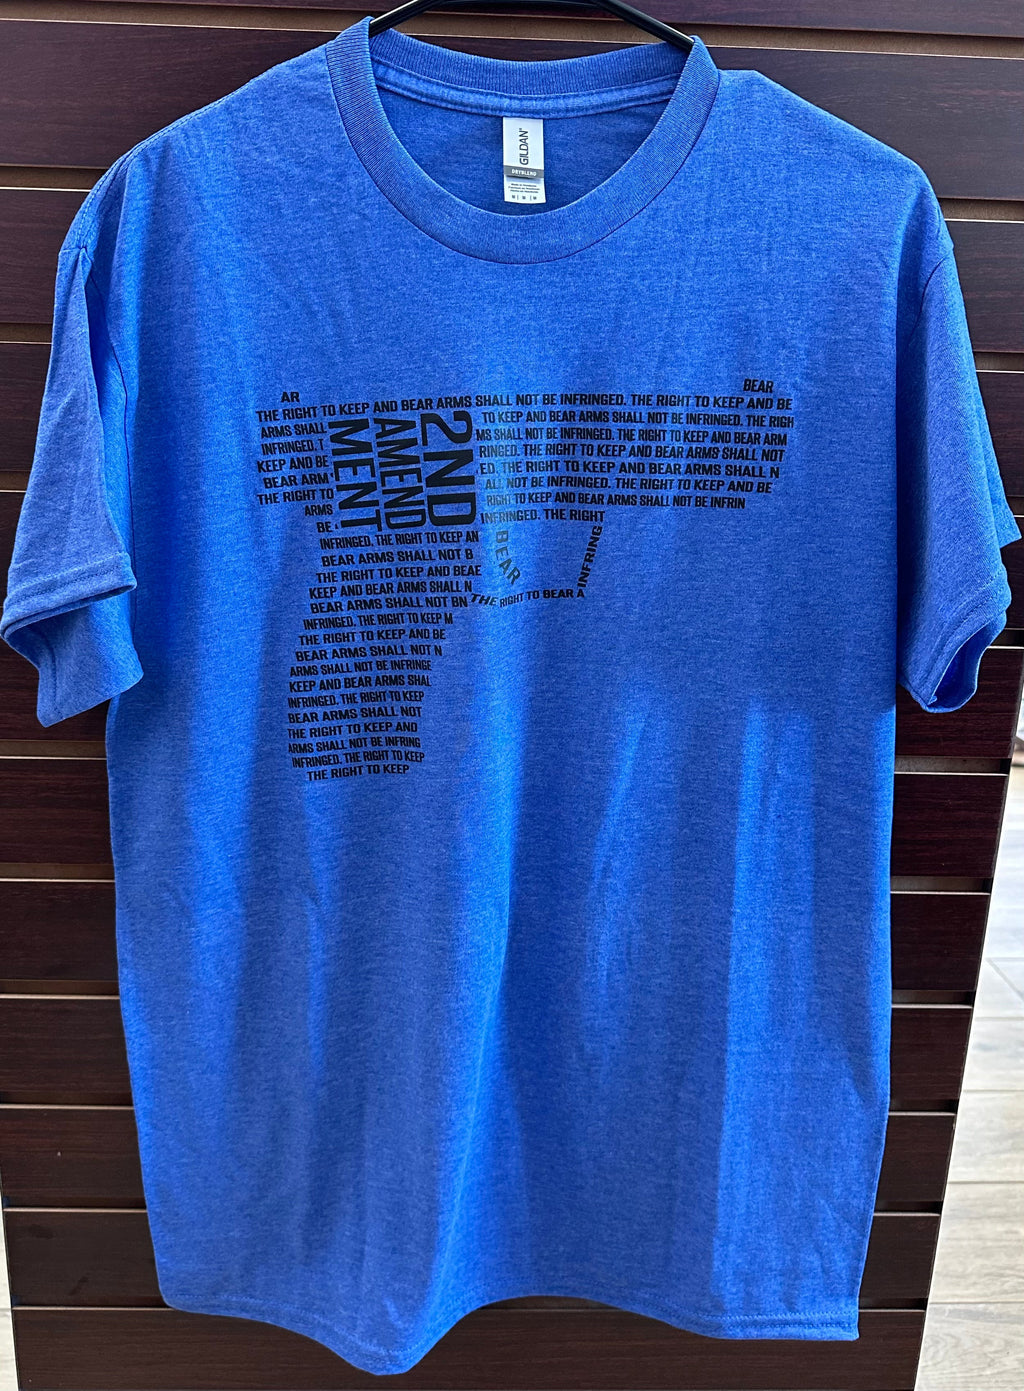 GILDAN
DRYBLEND
M | M | M
AR
BEAR
THE RIGHT TO KEEP AND BEAR ARMS SHALL NOT BE INFRINGED. THE RIGHT TO KEEP AND BE
ARMS SHALL
TO KEEP AND BEAR ARMS SHALL NOT BE INFRINGED. THE RIGH
INFRINGED. T
MS SHALL NOT BE INFRINGED. THE RIGHT TO KEEP AND BEAR ARM
KEEP AND BE
RINGED. THE RIGHT TO KEEP AND BEAR ARMS SHALL NOT
BEAR ARM
ED. THE RIGHT TO KEEP AND BEAR ARMS SHALL N
THE RIGHT TO
ALL NOT BE INFRINGED. THE RIGHT TO KEEP AND BE
ARMS
RIGHT TO KEEP AND BEAR ARMS SHALL NOT BE INFRIN
BE
INFRINGED. THE RIGHT
2ND
AMEND
MENT
INFRINGED. THE RIGHT TO KEEP AN
BEAR ARMS SHALL NOT B
THE RIGHT TO KEEP AND BEAE
KEEP AND BEAR ARMS SHALL N
BEAR ARMS SHALL NOT BN
BEAR
THE RIGHT TO BEAR A
INFRING
INFRINGED. THE RIGHT TO KEEP M
THE RIGHT TO KEEP AND BE
BEAR ARMS SHALL NOT N
ARMS SHALL NOT BE INFRINGE
KEEP AND BEAR ARMS SHAL
INFRINGED. THE RIGHT TO KEEP
BEAR ARMS SHALL NOT
THE RIGHT TO KEEP AND
ARMS SHALL NOT BE INFRING
INFRINGED. THE RIGHT TO KEEP
THE RIGHT TO KEEP